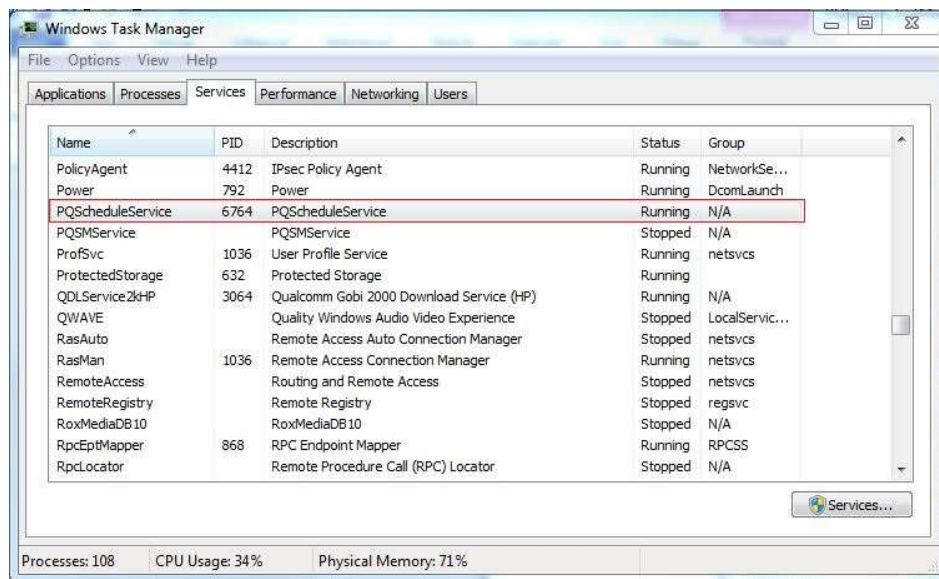 Windows Task Manager
File Options View Help
Applications Processes Services Performance Networking Users
Name PID Description Status Group
PolicyAgent 4412 IPsec Policy Agent Running NetworkSe...
Power 792 Power Running DcomLaunch
PQScheduleService 6764 PQScheduleService Running N/A
PQSMService PQSMService Stopped N/A
ProfSvc 1036 User Profile Service Running netsvcs
ProtectedStorage 632 Protected Storage Running
QDLService2kHP 3064 Qualcomm Gobi 2000 Download Service (HP) Running N/A
QWAVE Quality Windows Audio Video Experience Stopped LocalServic...
RasAuto Remote Access Auto Connection Manager Stopped netsvcs
RasMan 1036 Remote Access Connection Manager Running netsvcs
RemoteAccess Routing and Remote Access Stopped netsvcs
RemoteRegistry Remote Registry Stopped regsvc
RoxMediaDB10 RoxMediaDB10 Stopped N/A
RpcEptMapper 868 RPC Endpoint Mapper Running RPCSS
RpcLocator Remote Procedure Call (RPC) Locator Stopped N/A
Services...
Processes: 108 CPU Usage: 34% Physical Memory: 71%